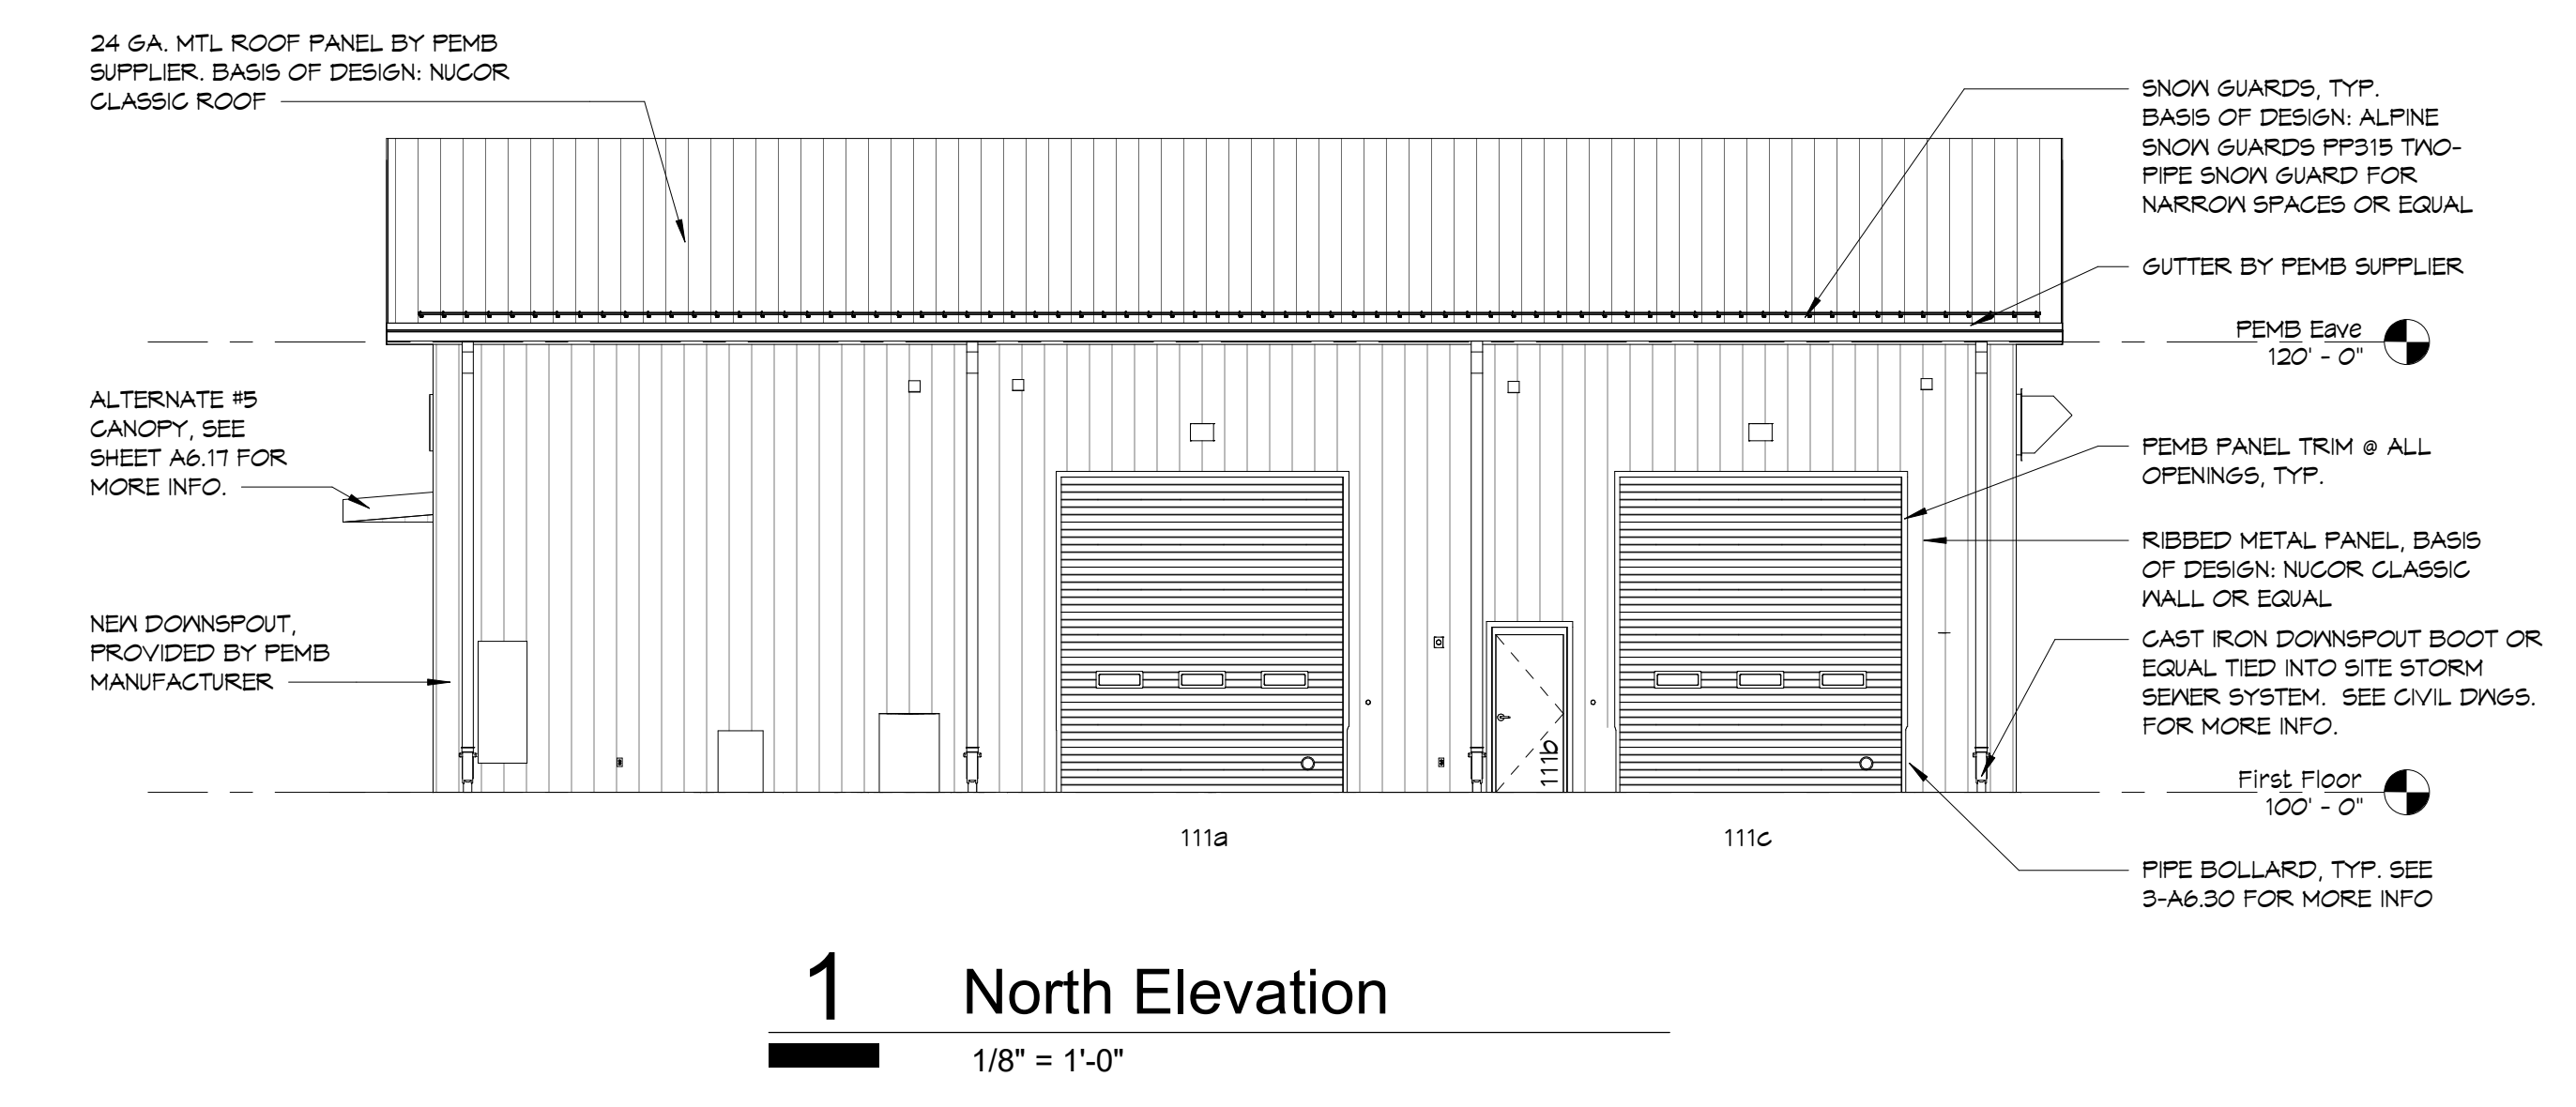 24 GA. MTL ROOF PANEL BY PEMB
SUPPLIER. BASIS OF DESIGN: NUCOR
CLASSIC ROOF
SNOW GUARDS, TYP.
BASIS OF DESIGN: ALPINE
SNOW GUARDS PP315 TWO-
PIPE SNOW GUARD FOR
NARROW SPACES OR EQUAL
GUTTER BY PEMB SUPPLIER
PEMB Eave
120' - 0"
ALTERNATE #5
CANOPY, SEE
SHEET A6.17 FOR
MORE INFO.
PEMB PANEL TRIM @ ALL
OPENINGS, TYP.
RIBBED METAL PANEL, BASIS
OF DESIGN: NUCOR CLASSIC
WALL OR EQUAL
NEW DOWNSPOUT,
PROVIDED BY PEMB
MANUFACTURER
CAST IRON DOWNSPOUT BOOT OR
EQUAL TIED INTO SITE STORM
SEWER SYSTEM. SEE CIVIL DWGS.
FOR MORE INFO.
111b
First Floor
100' - 0"
111a
111c
PIPE BOLLARD, TYP. SEE
3-A6.30 FOR MORE INFO
1 North Elevation
1/8" = 1'-0"